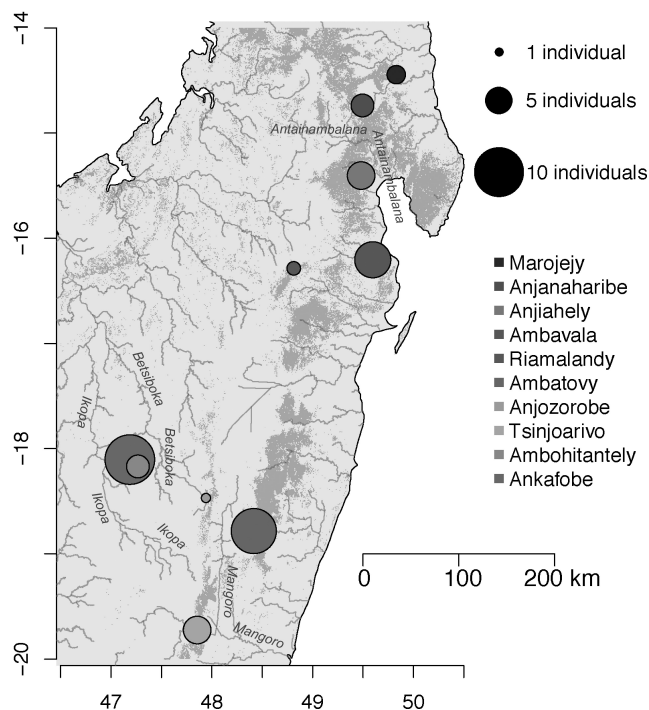 -14
-16
-18
-20
47
48
49
50
Antainambalana
Antainambalana
Betsiboka
Ikopa
Betsiboka
Ikopa
Ikopa
Mangoro
Mangoro
1 individual
5 individuals
10 individuals
Marojejy
Anjanaharibe
Anjiahely
Ambavala
Riamalandy
Ambatovy
Anjozorobe
Tsinjoarivo
Ambohitantely
Ankafobe
0
100
200 km